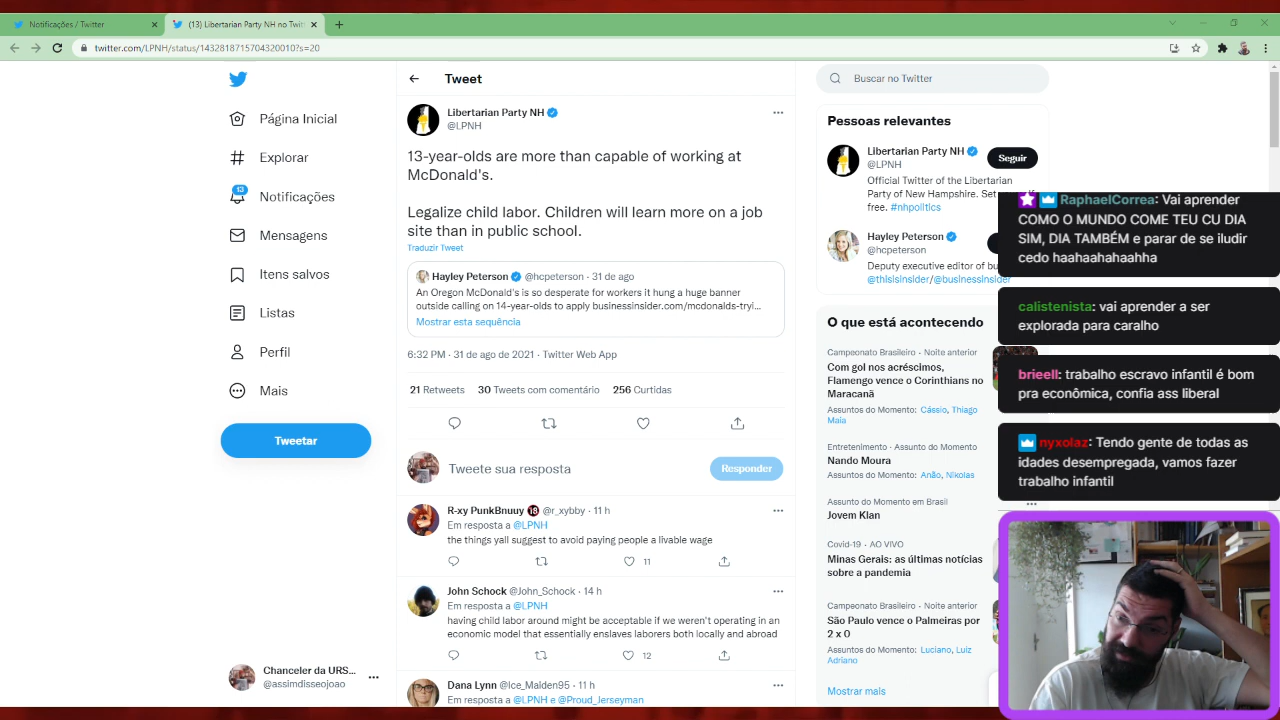 Notificações / Twitter
(13) Libertarian Party NH no Twit
twitter.com/LPNH/status/1432818715704320010?s=20
Página Inicial
Explorar
13
Notificações
Mensagens
Itens salvos
Listas
Perfil
Mais
Tweetar
Chanceler da URS...
@assimdisseojoao
Tweet
Libertarian Party NH
@LPNH
13-year-olds are more than capable of working at
McDonald's.
Legalize child labor. Children will learn more on a job
site than in public school.
Traduzir Tweet
Hayley Peterson @hcpeterson · 31 de ago
An Oregon McDonald's is so desperate for workers it hung a huge banner
outside calling on 14-year-olds to apply businessinsider.com/mcdonalds-tryi...
Mostrar esta sequência
6:32 PM · 31 de ago de 2021 · Twitter Web App
21 Retweets 30 Tweets com comentário 256 Curtidas
Tweete sua resposta
Responder
R-xy PunkBnuuy 🔞 @r_xybby · 11 h
Em resposta a @LPNH
the things yall suggest to avoid paying people a livable wage
11
John Schock @John_Schock · 14 h
Em resposta a @LPNH
having child labor around might be acceptable if we weren't operating in an
economic model that essentially enslaves laborers both locally and abroad
12
Dana Lynn @Ice_Maiden95 · 11 h
Em resposta a @LPNH e @Proud_Jerseyman
Buscar no Twitter
Pessoas relevantes
Libertarian Party NH
@LPNH
Seguir
Official Twitter of the Libertarian
Party of New Hampshire. Set
free. #nhpolitics
Hayley Peterson
@hcpeterson
Deputy executive editor of
@thisisinsider/@businessinsider
O que está acontecendo
Campeonato Brasileiro · Noite anterior
Com gol nos acréscimos,
Flamengo vence o Corinthians no
Maracanã
Assuntos do Momento: Cássio, Thiago
Maia
Entretenimento · Assunto do Momento
Nando Moura
Assuntos do Momento: Anão, Nikolas
Assunto do Momento em Brasil
Jovem Klan
Covid-19 · AO VIVO
Minas Gerais: as últimas notícias
sobre a pandemia
Campeonato Brasileiro · Noite anterior
São Paulo vence o Palmeiras por
2 x 0
Assuntos do Momento: Luciano, Luiz
Adriano
Mostrar mais
RaphaelCorrea: Vai aprender
COMO O MUNDO COME TEU CU DIA
SIM, DIA TAMBÉM e parar de se iludir
cedo haahaahahaahha
calistenista: vai aprender a ser
explorada para caralho
brieell: trabalho escravo infantil é bom
pra econômica, confia ass liberal
nyxolaz: Tendo gente de todas as
idades desempregada, vamos fazer
trabalho infantil